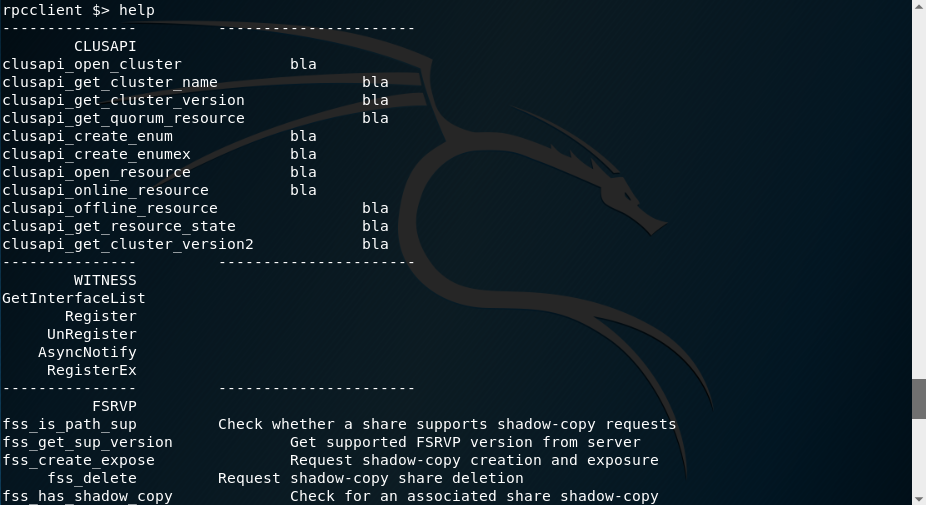 rpcclient $> help
---------------         ----------------------
        CLUSAPI
clusapi_open_cluster            bla
clusapi_get_cluster_name                bla
clusapi_get_cluster_version             bla
clusapi_get_quorum_resource             bla
clusapi_create_enum             bla
clusapi_create_enumex           bla
clusapi_open_resource           bla
clusapi_online_resource         bla
clusapi_offline_resource                bla
clusapi_get_resource_state              bla
clusapi_get_cluster_version2            bla
---------------         ----------------------
        WITNESS
GetInterfaceList
       Register
     UnRegister
    AsyncNotify
     RegisterEx
---------------         ----------------------
          FSRVP
fss_is_path_sup         Check whether a share supports shadow-copy requests
fss_get_sup_version             Get supported FSRVP version from server
fss_create_expose               Request shadow-copy creation and exposure
     fss_delete         Request shadow-copy share deletion
fss_has_shadow_copy             Check for an associated share shadow-copy